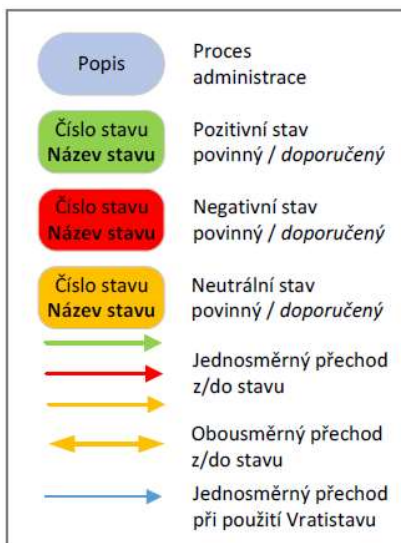 Popis
Proces
administrace
Číslo stavu
Název stavu
Pozitivní stav
povinný / doporučený
Číslo stavu
Název stavu
Negativní stav
povinný / doporučený
Číslo stavu
Název stavu
Neutrální stav
povinný / doporučený
Jednosměrný přechod
z/do stavu
Obousměrný přechod
z/do stavu
Jednosměrný přechod
při použití Vratistavu